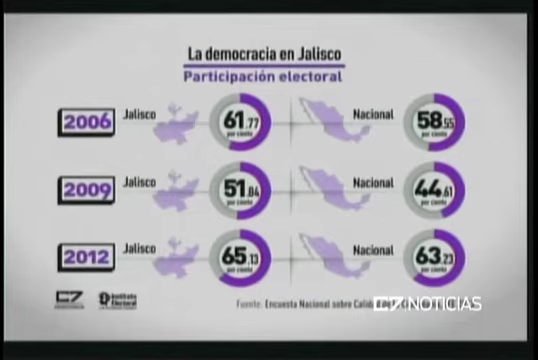 La democracia en Jalisco
Participación electoral
2006
Jalisco
61.77
por ciento
Nacional
58.55
por ciento
2009
Jalisco
51.84
por ciento
Nacional
44.61
por ciento
2012
Jalisco
65.13
por ciento
Nacional
63.23
por ciento
C7
Instituto
Electoral
Fuente: Encuesta Nacional sobre Calidad
C7 NOTICIAS